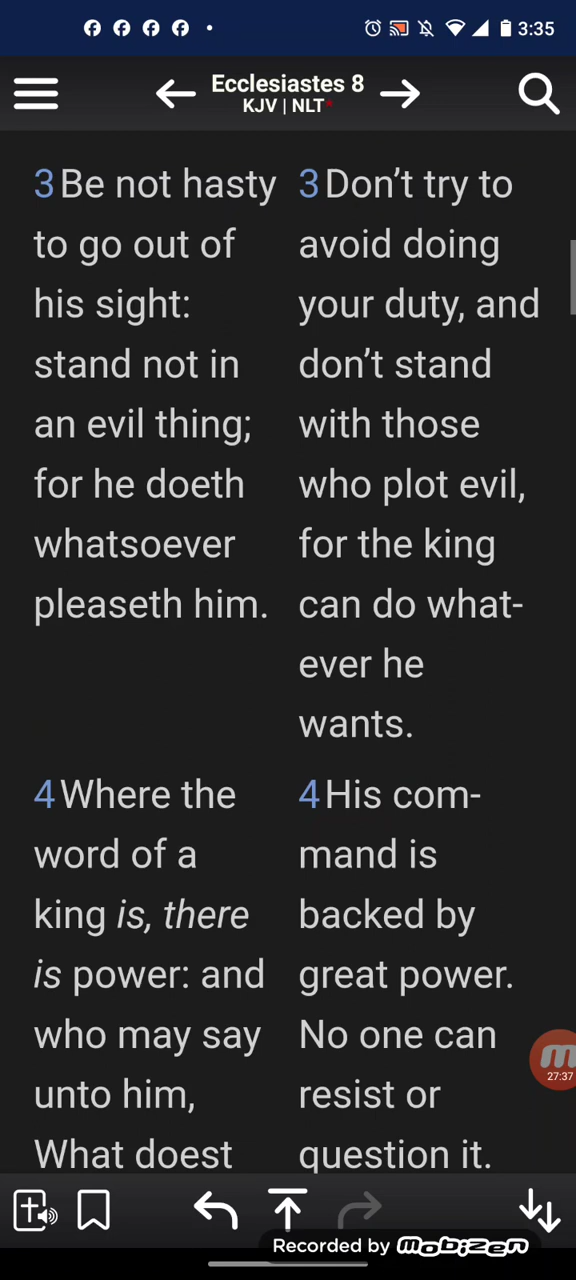 3:35
Ecclesiastes 8
KJV | NLT*
3 Be not hasty
to go out of
his sight:
stand not in
an evil thing;
for he doeth
whatsoever
pleaseth him.
3 Don’t try to
avoid doing
your duty, and
don’t stand
with those
who plot evil,
for the king
can do what-
ever he
wants.
4 Where the
word of a
king is, there
is power: and
who may say
unto him,
What doest
4 His com-
mand is
backed by
great power.
No one can
resist or
question it.
27:37
Recorded by mobizen